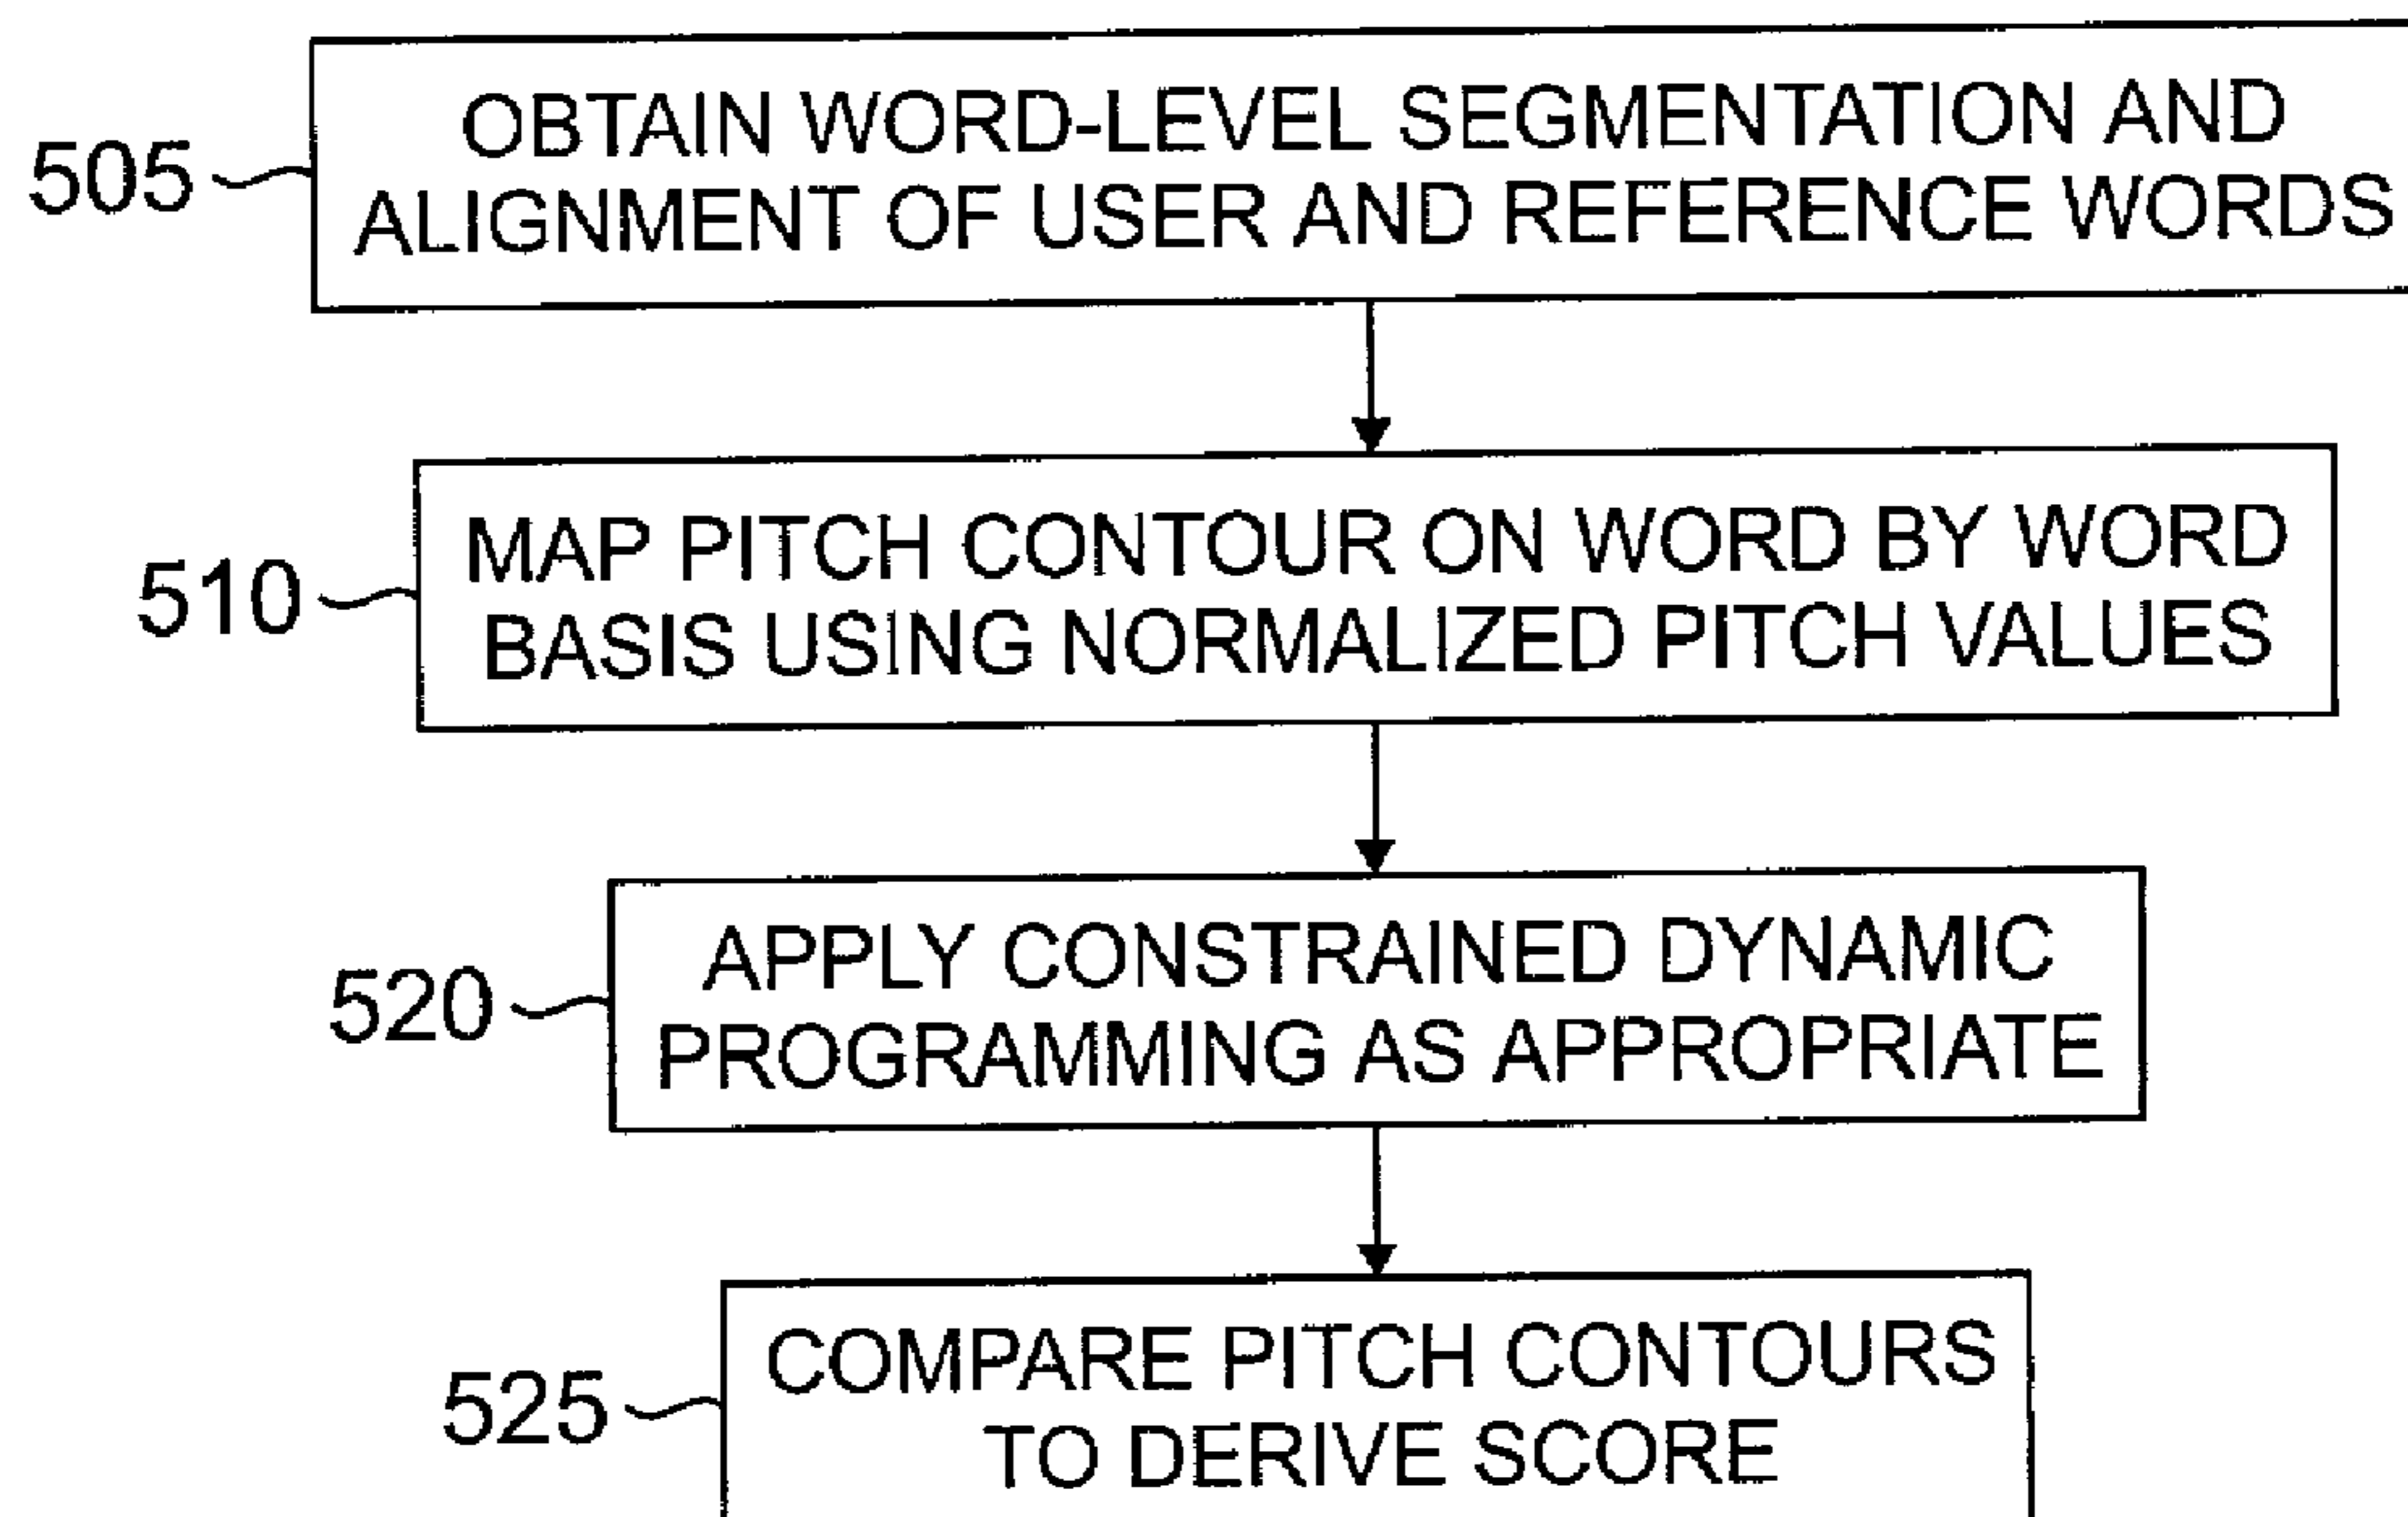 OBTAIN WORD-LEVEL SEGMENTATION AND
505
ALIGNMENT OF USER AND REFERENCE WORDS
MAP PITCH CONTOUR ON WORD BY WORD
510
BASIS USING NORMALIZED PITCH VALUES
APPLY CONSTRAINED DYNAMIC
520
PROGRAMMING AS APPROPRIATE
COMPARE PITCH CONTOURS
525
TO DERIVE SCORE